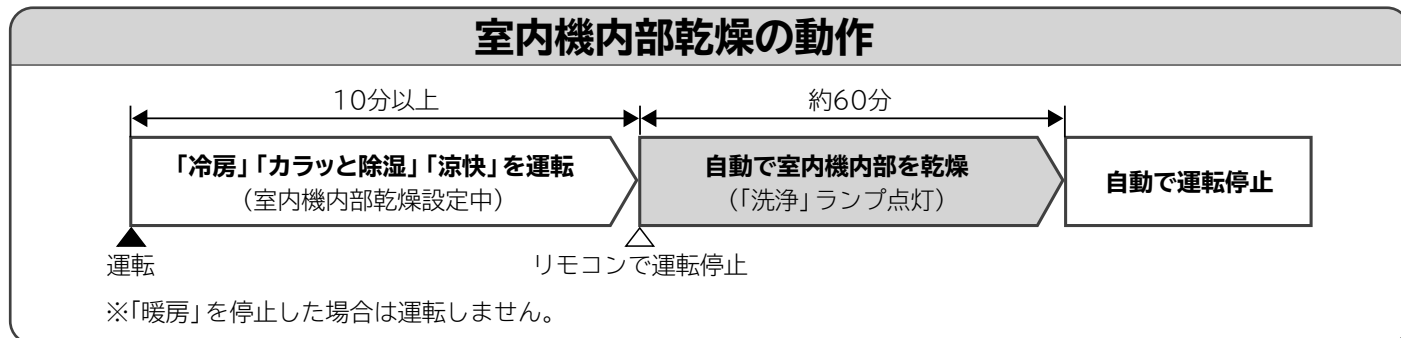 室内機内部乾燥の動作
10分以上
約60分
「冷房」「カラッと除湿」「涼快」を運転
（室内機内部乾燥設定中）
自動で室内機内部を乾燥
（「洗浄」ランプ点灯）
自動で運転停止
運転
リモコンで運転停止
※「暖房」を停止した場合は運転しません。